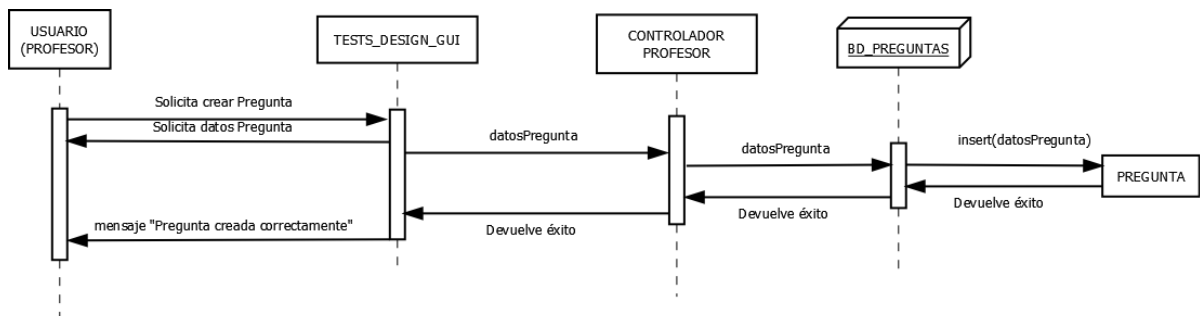 USUARIO
(PROFESOR)
TESTS_DESIGN_GUI
CONTROLADOR
PROFESOR
BD_PREGUNTAS
Solicita crear Pregunta
Solicita datos Pregunta
datosPregunta
datosPregunta
insert(datosPregunta)
PREGUNTA
Devuelve éxito
Devuelve éxito
Devuelve éxito
mensaje "Pregunta creada correctamente"